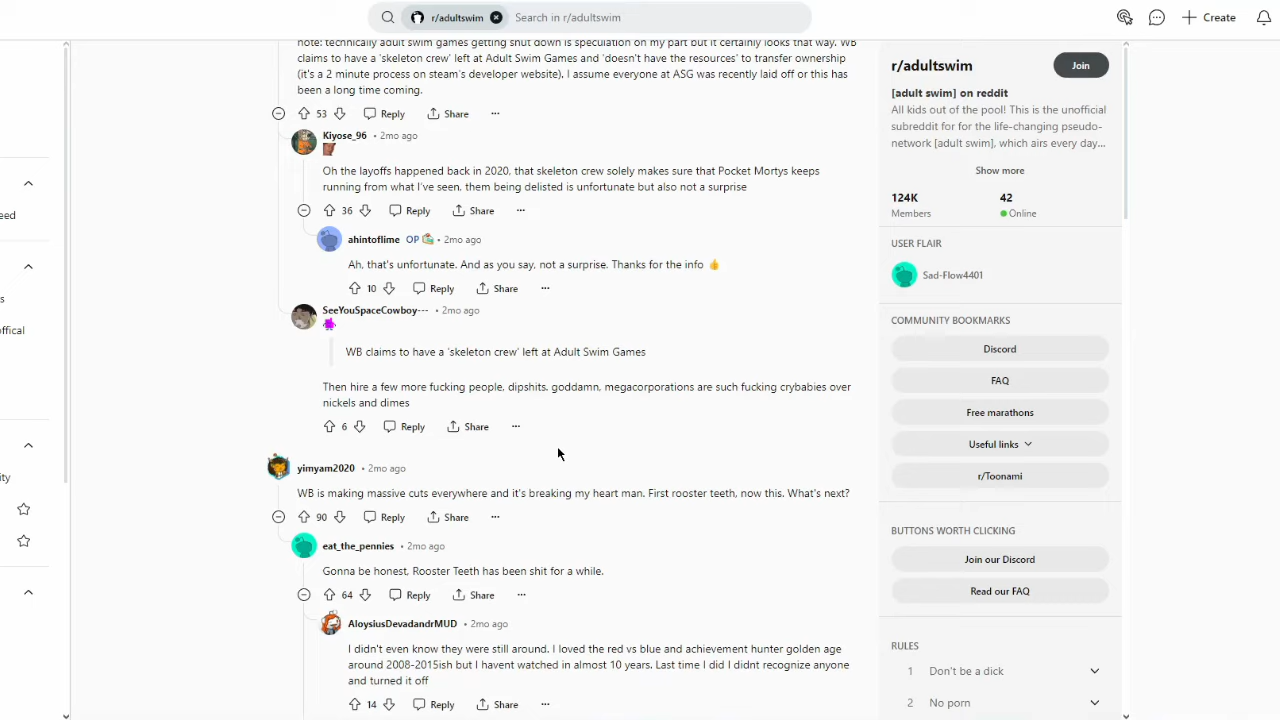 r/adultswim
Search in r/adultswim
Create
note: technically adult swim games getting shut down is speculation on my part but it certainly looks that way. WB
claims to have a 'skeleton crew' left at Adult Swim Games and 'doesn't have the resources' to transfer ownership
(it's a 2 minute process on steam's developer website). I assume everyone at ASG was recently laid off or this has
been a long time coming.
53 Reply Share ...
Kiyose_96 • 2mo ago
Oh the layoffs happened back in 2020, that skeleton crew solely makes sure that Pocket Mortys keeps
running from what I've seen. them being delisted is unfortunate but also not a surprise
36 Reply Share ...
ahintoflime OP • 2mo ago
Ah, that's unfortunate. And as you say, not a surprise. Thanks for the info 👍
10 Reply Share ...
SeeYouSpaceCowboy--- • 2mo ago
WB claims to have a 'skeleton crew' left at Adult Swim Games
Then hire a few more fucking people, dipshits. goddamn, megacorporations are such fucking crybabies over
nickels and dimes
6 Reply Share ...
yimyam2020 • 2mo ago
WB is making massive cuts everywhere and it's breaking my heart man. First rooster teeth, now this. What's next?
90 Reply Share ...
eat_the_pennies • 2mo ago
Gonna be honest, Rooster Teeth has been shit for a while.
64 Reply Share ...
AloysiusDevadandrMUD • 2mo ago
I didn't even know they were still around. I loved the red vs blue and achievement hunter golden age
around 2008-2015ish but I havent watched in almost 10 years. Last time I did I didnt recognize anyone
and turned it off
14 Reply Share ...
eed
s
ffical
ity
r/adultswim
Join
[adult swim] on reddit
All kids out of the pool! This is the unofficial
subreddit for for the life-changing pseudo-
network [adult swim], which airs every day...
Show more
124K 42
Members Online
USER FLAIR
Sad-Flow4401
COMMUNITY BOOKMARKS
Discord
FAQ
Free marathons
Useful links
r/Toonami
BUTTONS WORTH CLICKING
Join our Discord
Read our FAQ
RULES
1 Don't be a dick
2 No porn